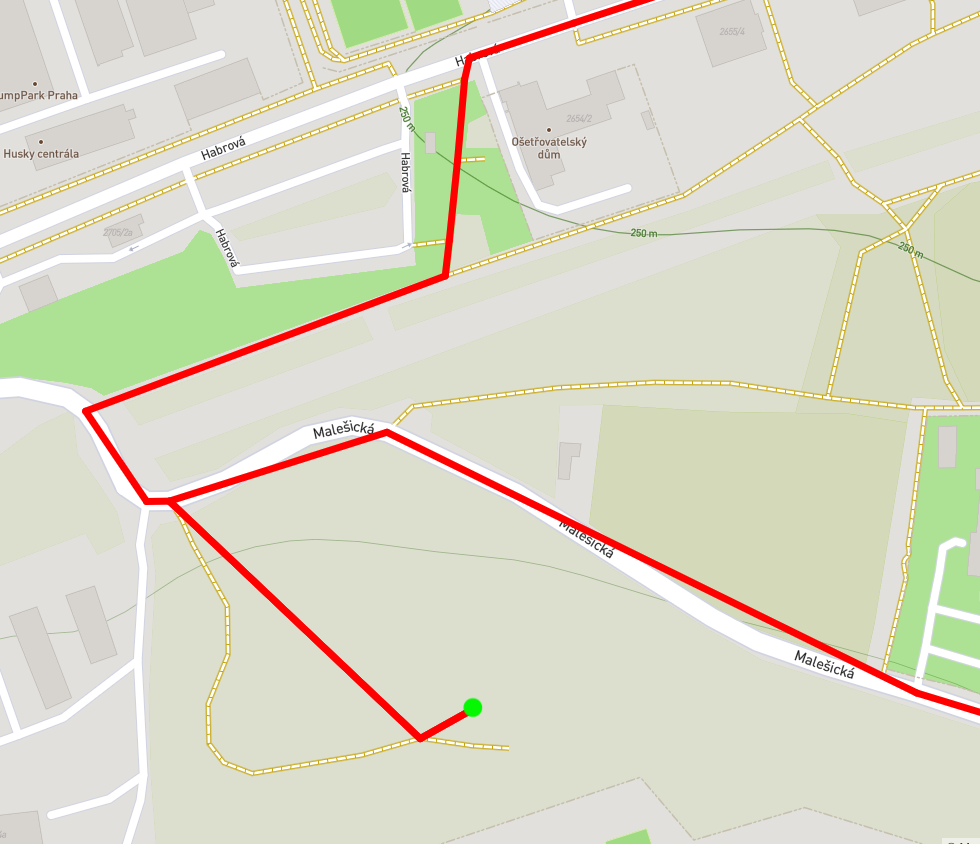 2655/4
Habrová
umpPark Praha
Husky centrála
250 m
Habrová
2654/2
Ošetřovatelský
dům
Habrová
2705/2a
Habrová
250 m
250 m
Malešická
Malešická
Malešická